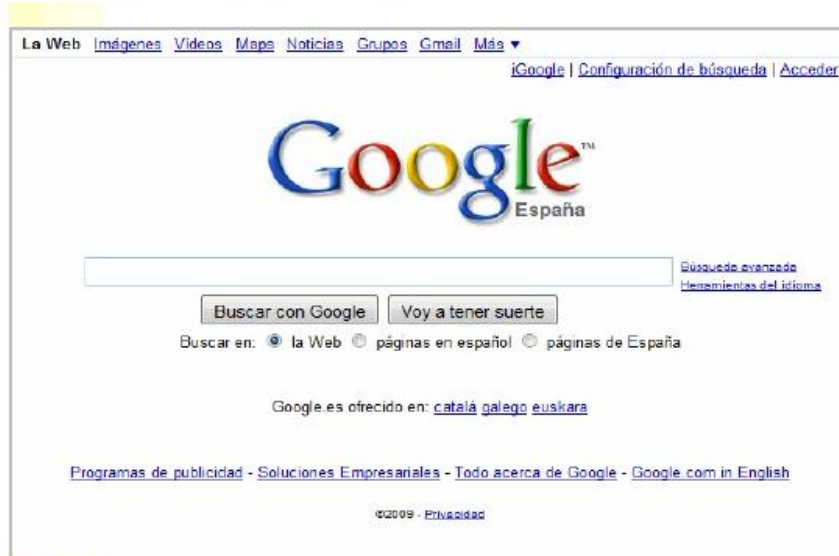 La Web Imágenes Vídeos Maps Noticias Grupos Gmail Más ▼
iGoogle | Configuración de búsqueda | Acceder
Google™
España
Búsqueda avanzada
Herramientas del idioma
Buscar con Google Voy a tener suerte
Buscar en: la Web páginas en español páginas de España
Google.es ofrecido en: català galego euskara
Programas de publicidad - Soluciones Empresariales - Todo acerca de Google - Google.com in English
©2009 - Privacidad